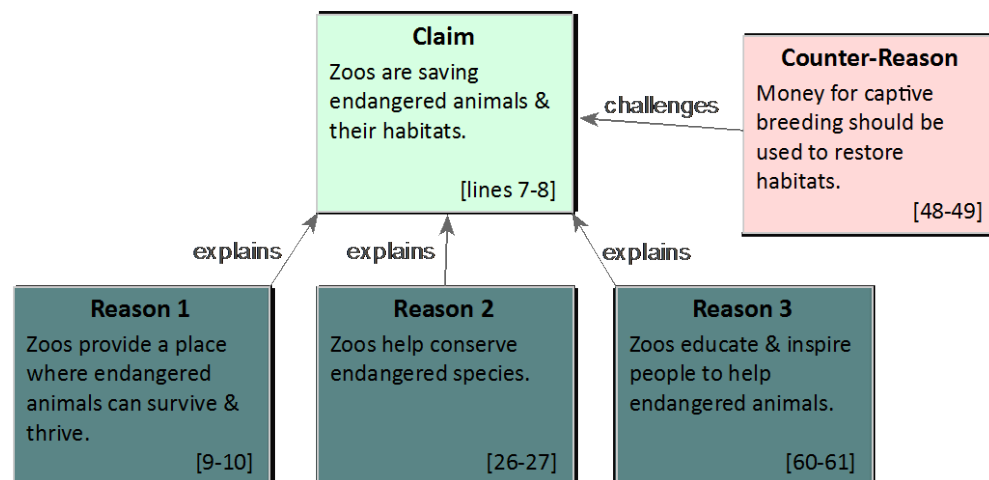 Claim
Zoos are saving
endangered animals &
their habitats.
[lines 7-8]
Counter-Reason
Money for captive
breeding should be
used to restore
habitats.
[48-49]
challenges
explains
explains
explains
Reason 1
Zoos provide a place
where endangered
animals can survive &
thrive.
[9-10]
Reason 2
Zoos help conserve
endangered species.
[26-27]
Reason 3
Zoos educate & inspire
people to help
endangered animals.
[60-61]